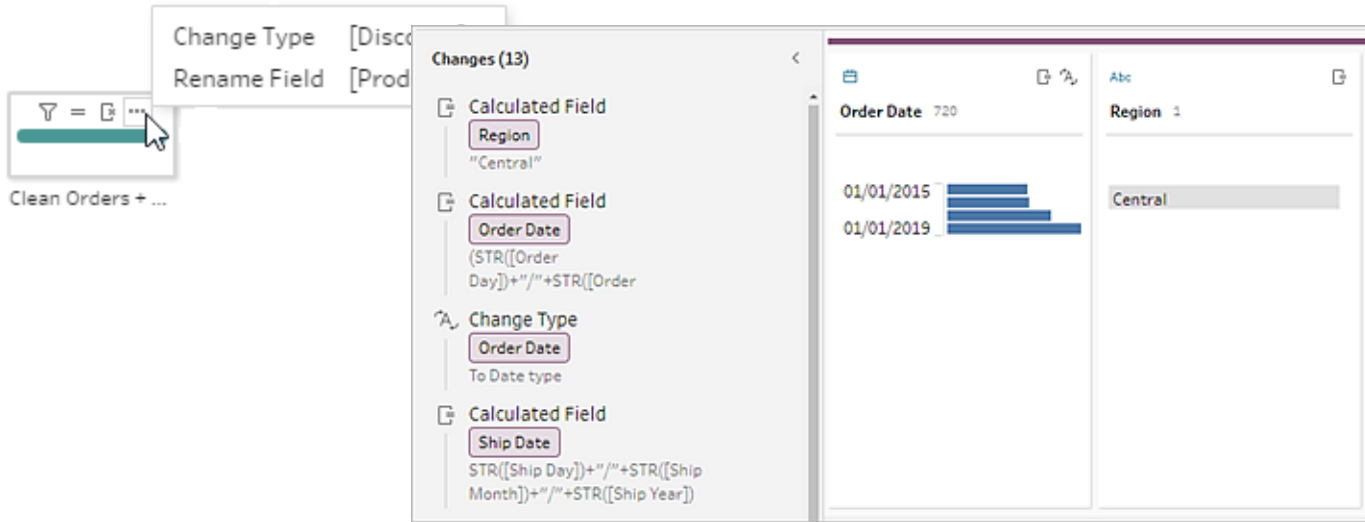 Change Type [Disco
Rename Field [Prod
Clean Orders + ...
Changes (13)
Calculated Field
Region
"Central"
Calculated Field
Order Date
(STR([Order
Day])+"/"+STR([Order
Change Type
Order Date
To Date type
Calculated Field
Ship Date
STR([Ship Day])+"/"+STR([Ship
Month])+"/"+STR([Ship Year])
Order Date 720
01/01/2015
01/01/2019
Abc
Region 1
Central